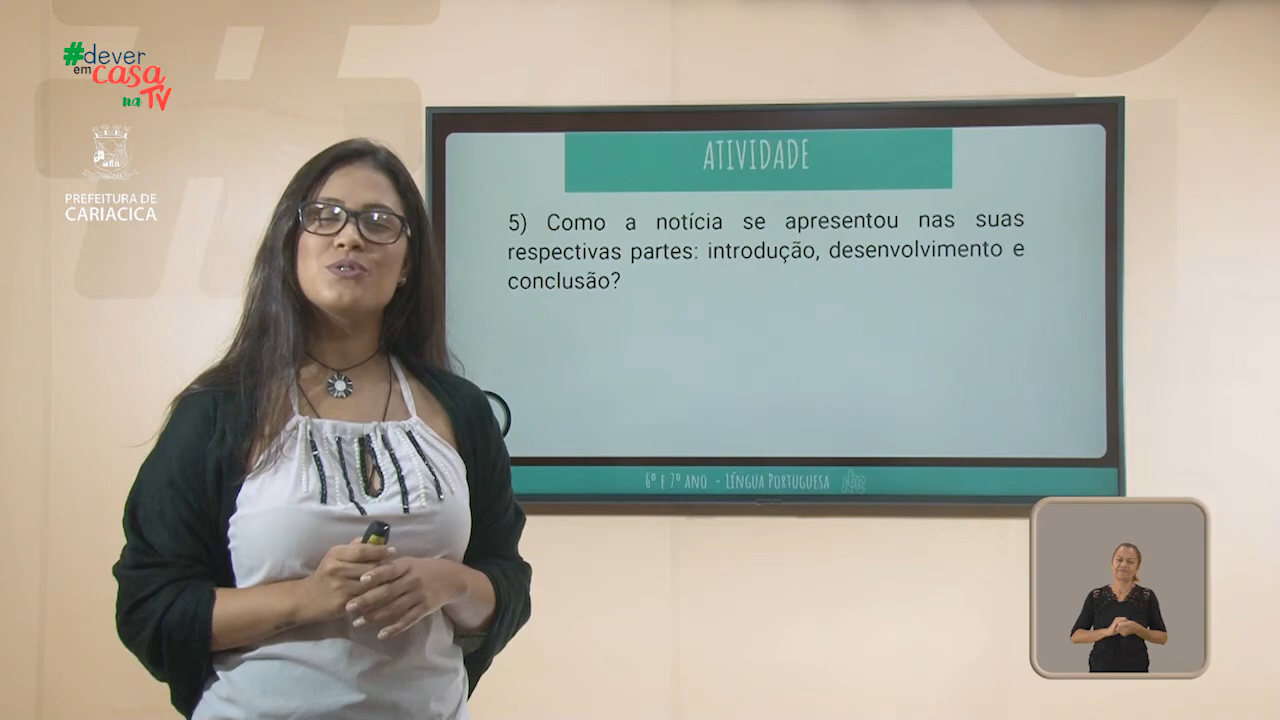 #dever
em casa
na TV
PREFEITURA DE
CARIACICA
ATIVIDADE
5) Como a notícia se apresentou nas suas
respectivas partes: introdução, desenvolvimento e
conclusão?
6º E 7º ANO - LÍNGUA PORTUGUESA